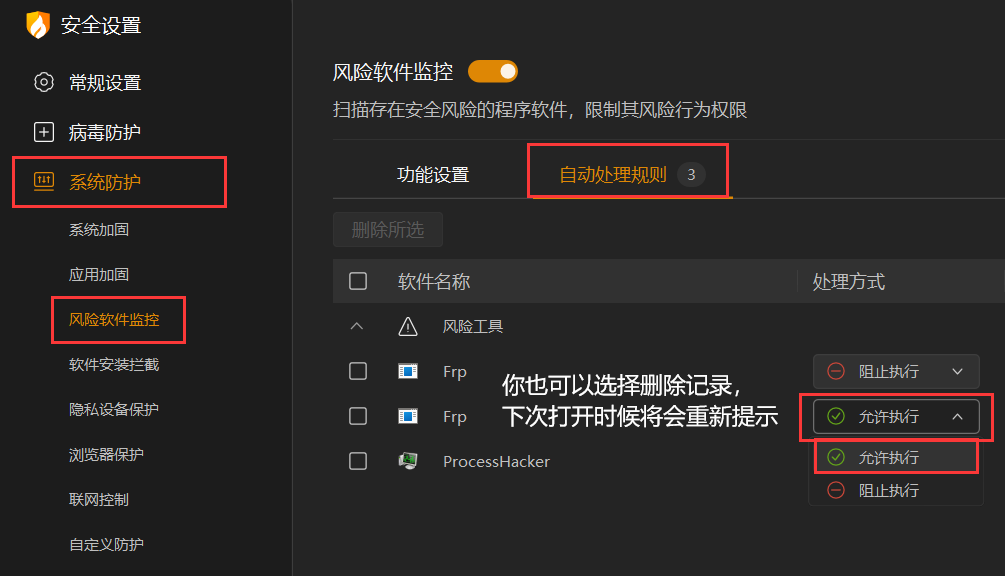 安全设置
常规设置
病毒防护
系统防护
系统加固
应用加固
风险软件监控
软件安装拦截
隐私设备保护
浏览器保护
联网控制
自定义防护
风险软件监控
扫描存在安全风险的程序软件，限制其风险行为权限
功能设置
自动处理规则 3
删除所选
软件名称 处理方式
风险工具
Frp 阻止执行
你也可以选择删除记录，
Frp 允许执行
下次打开时候将会重新提示
ProcessHacker 允许执行
阻止执行